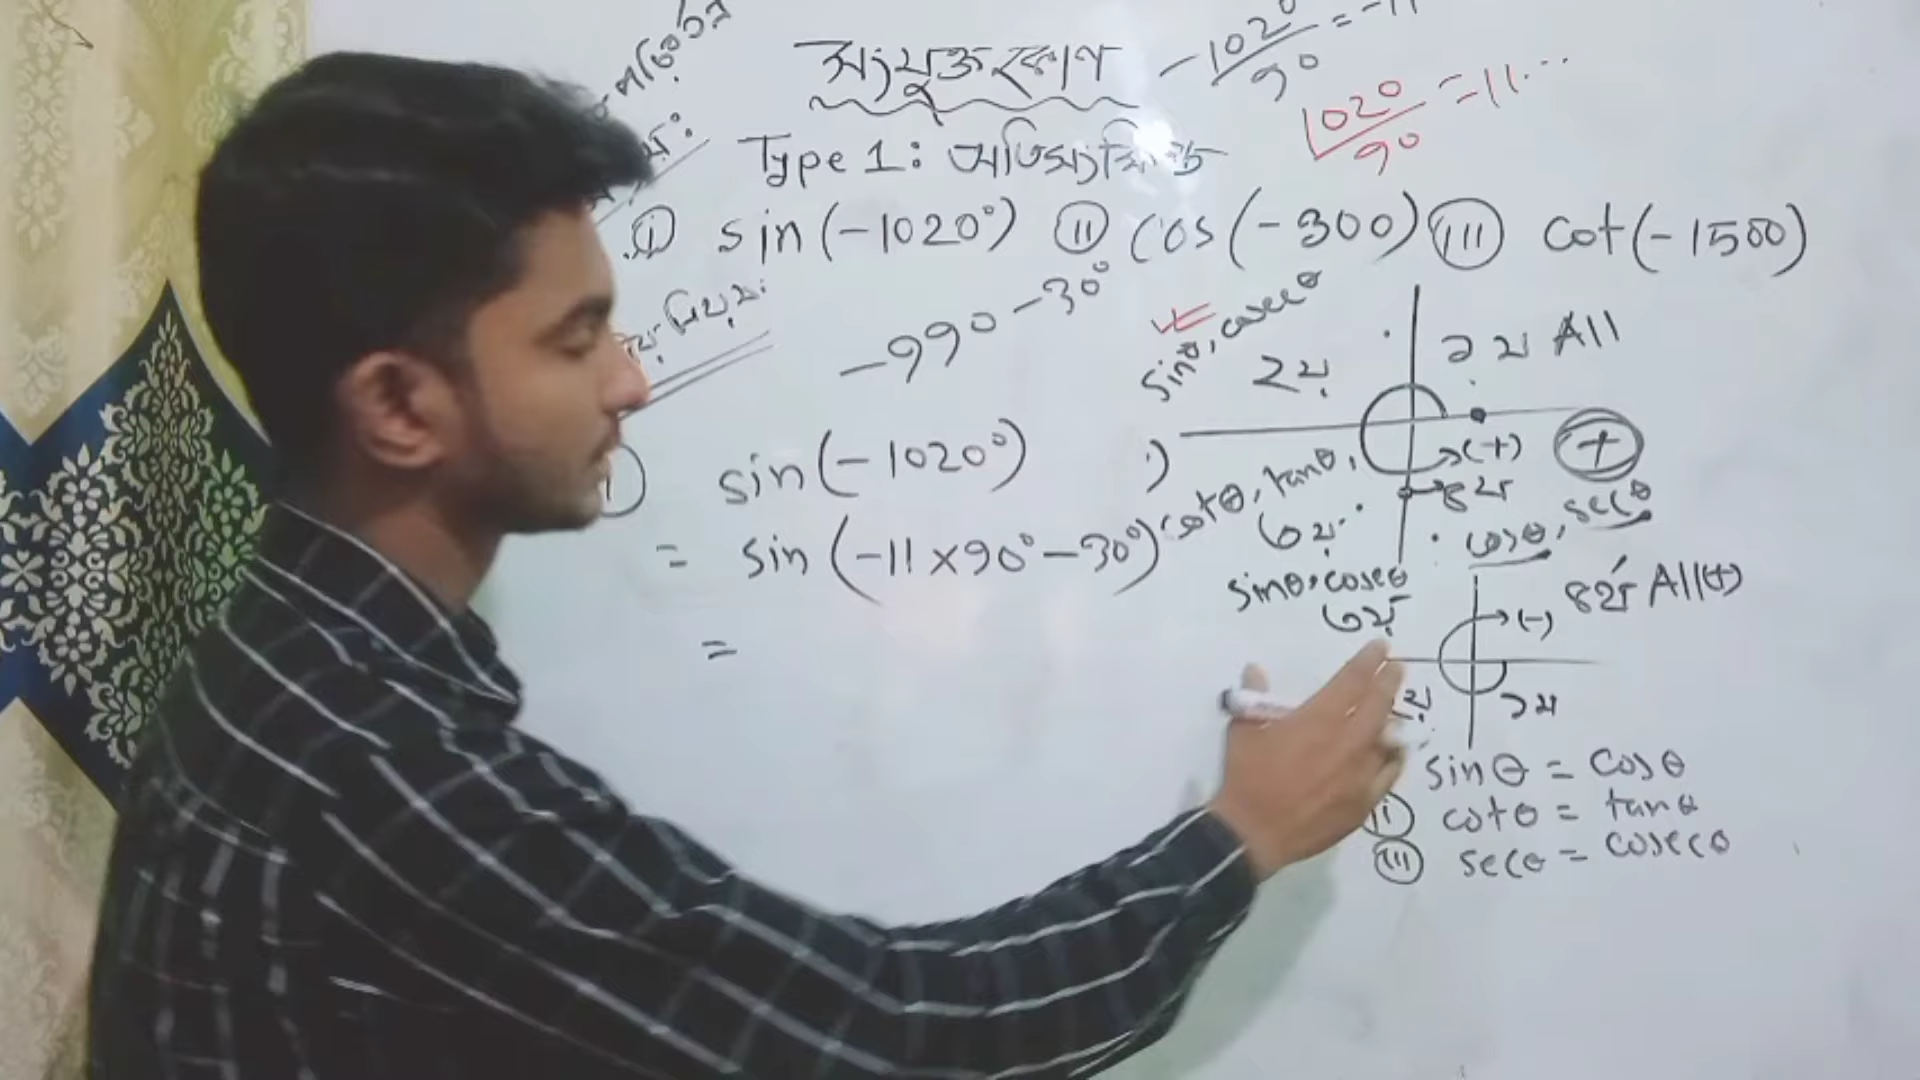 সংযুক্ত কোণ
-1020/90 = -11
1020/90 = 11...
Type 1:
i sin(-1020°) ii cos(-300) iii cot(-1500)
-990 -30°
sinθ, cosecθ
২য়
১ম All
i sin(-1020°)
(+) +
৪র্থ
cotθ, tanθ,
৩য়
cosθ, secθ
= sin (-11×90°-30°)
=
sinθ, cosecθ
৩য়
(-) ৪র্থ All(+)
১ম
sinθ = cosθ
ii cotθ = tanθ
iii secθ = cosecθ